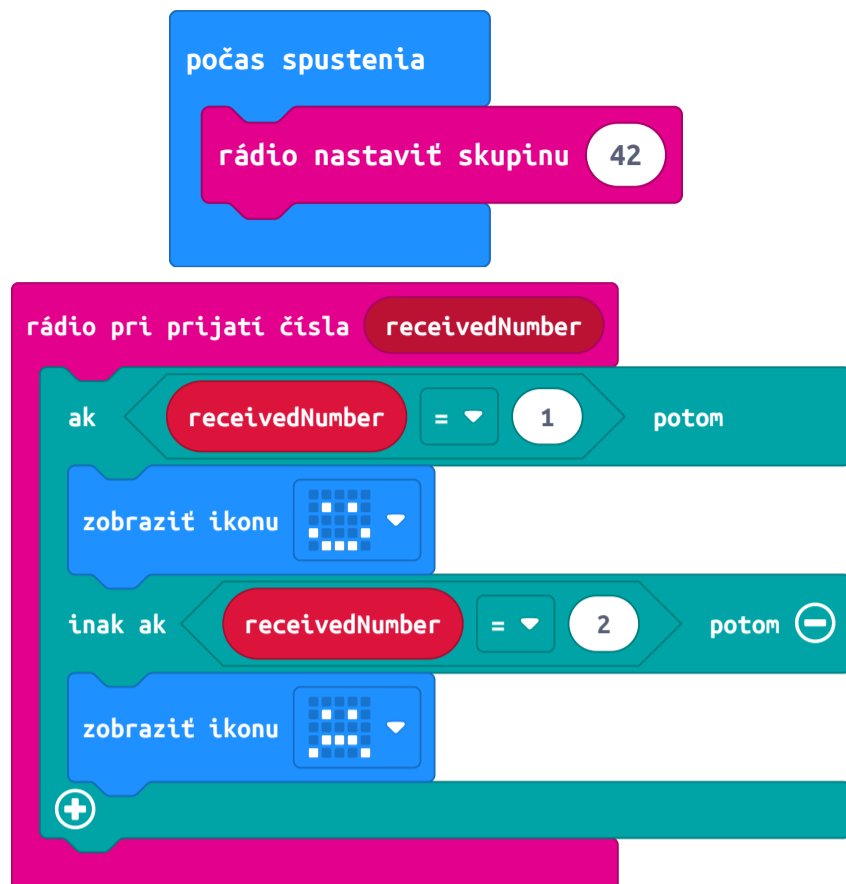 počas spustenia
rádio nastaviť skupinu 42
rádio pri prijatí čísla receivedNumber
ak receivedNumber = 1 potom
zobraziť ikonu
inak ak receivedNumber = 2 potom
zobraziť ikonu